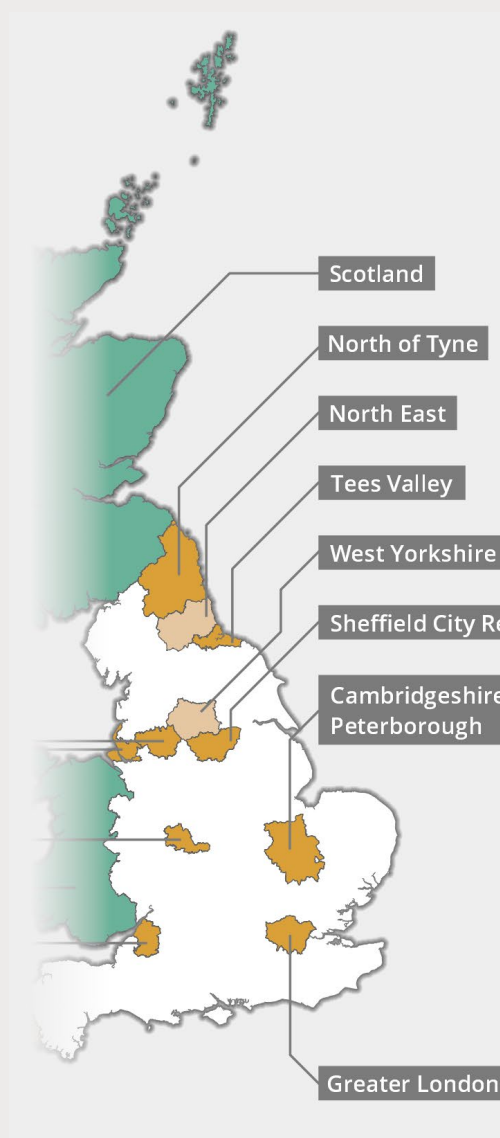 Scotland
North of Tyne
North East
Tees Valley
West Yorkshire
Sheffield City Re
Cambridgeshire
Peterborough
Greater London